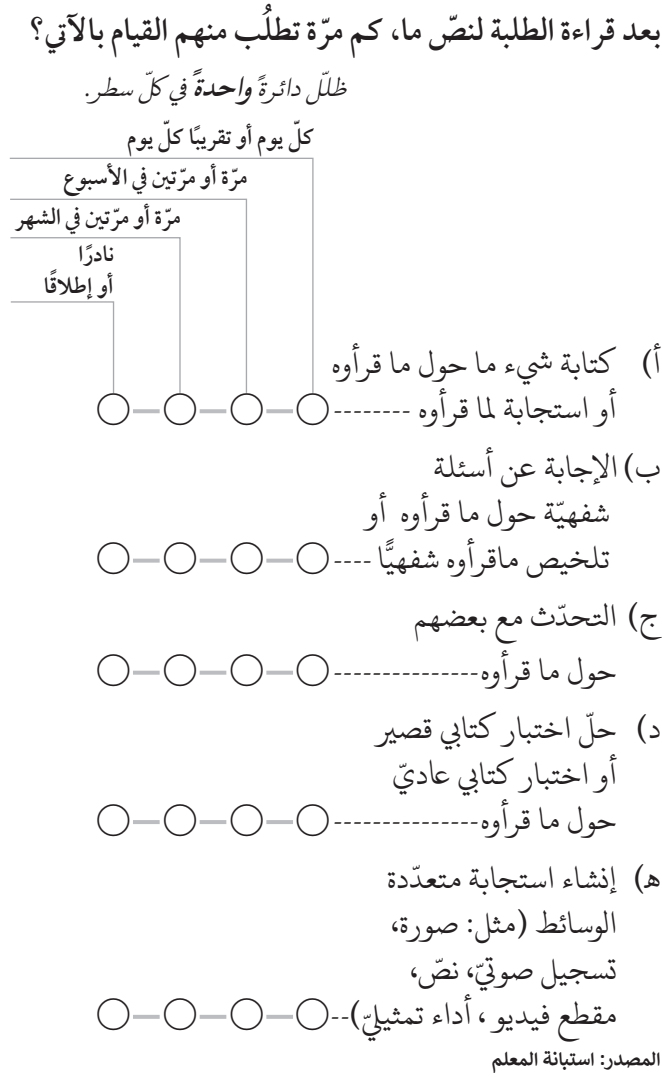 بعد قراءة الطلبة لنصّ ما، كم مرّة تطلُب منهم القيام بالآتي؟
ظلّل دائرةً واحدةً في كلّ سطر.
كلّ يوم أو تقريبًا كلّ يوم
مرّة أو مرّتين في الأسبوع
مرّة أو مرّتين في الشهر
نادرًا
أو إطلاقًا
أ) كتابة شيء ما حول ما قرأوه
أو استجابة لما قرأوه --------
ب) الإجابة عن أسئلة
شفهيّة حول ما قرأوه أو
تلخيص ماقرأوه شفهيًّا ----
ج) التحدّث مع بعضهم
حول ما قرأوه ---------------
د) حلّ اختبار كتابي قصير
أو اختبار كتابي عاديّ
حول ما قرأوه ---------------
ه) إنشاء استجابة متعدّدة
الوسائط (مثل: صورة،
تسجيل صوتيّ، نصّ،
مقطع فيديو ، أداء تمثيليّ)--
المصدر: استبانة المعلم